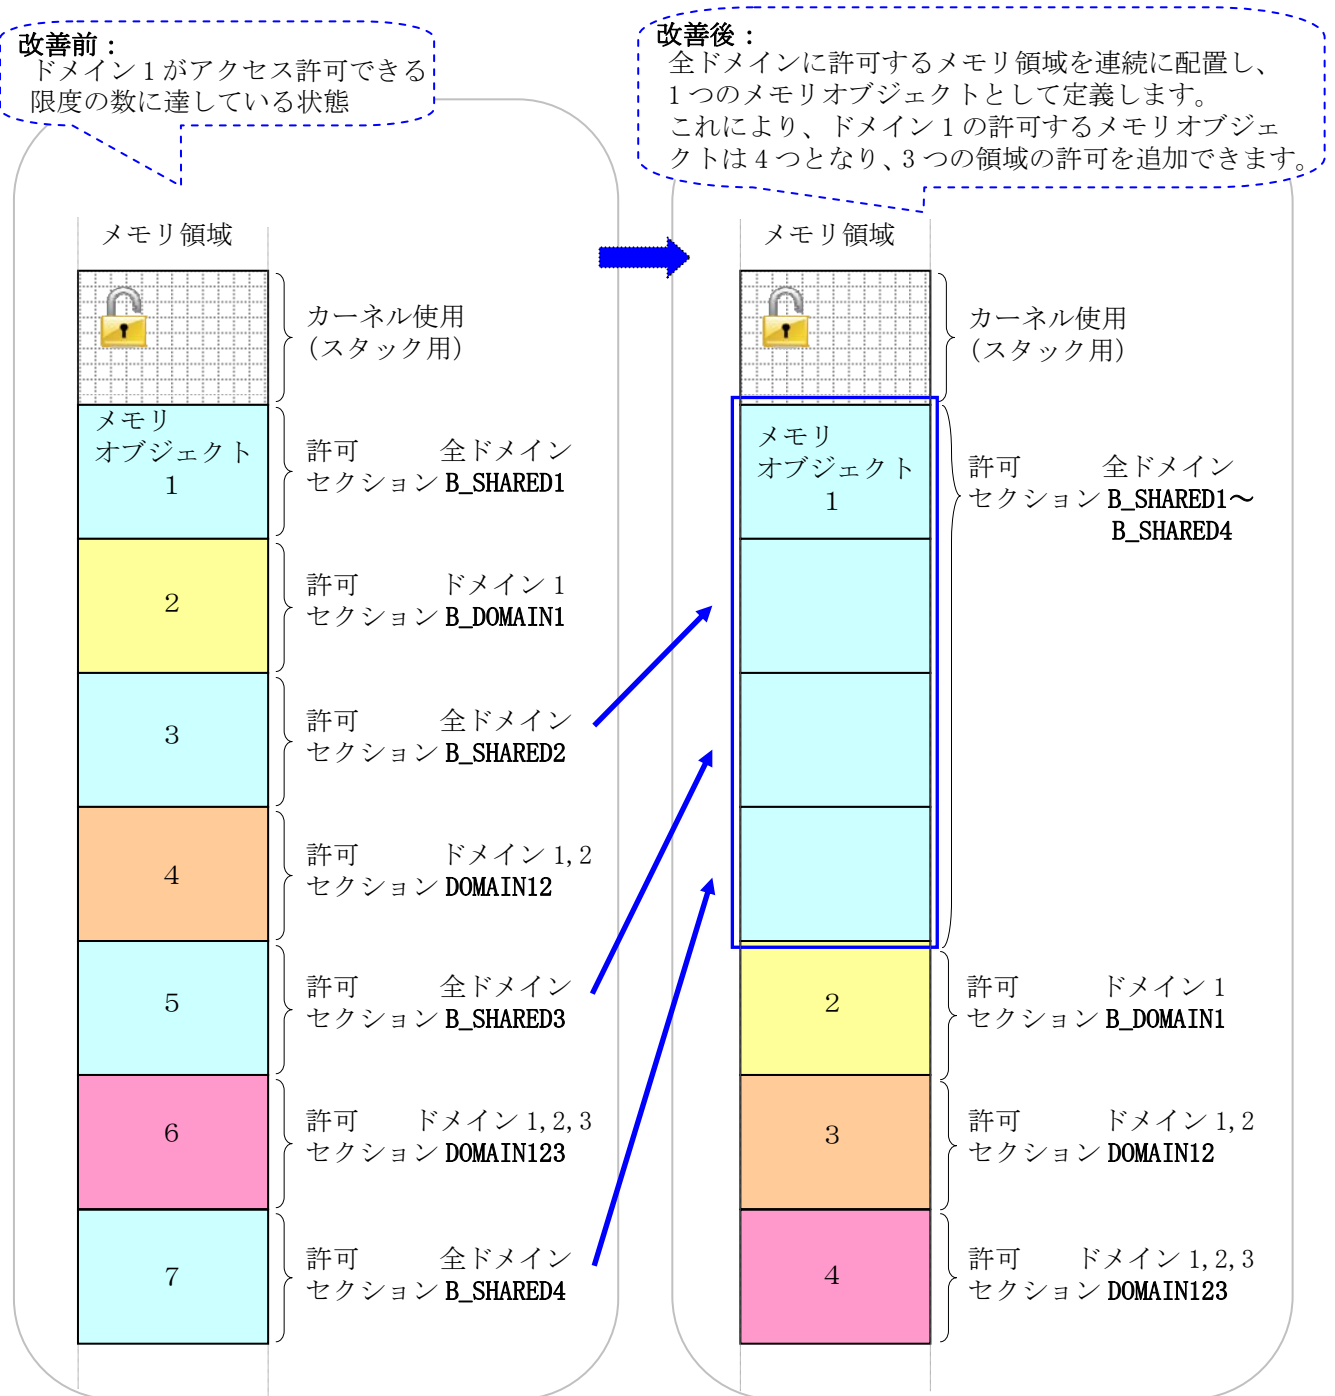 改善前：
ドメイン1がアクセス許可できる
限度の数に達している状態
メモリ領域
カーネル使用
(スタック用)
メモリ
オブジェクト
1
許可 全ドメイン
セクション B_SHARED1
2
許可 ドメイン1
セクション B_DOMAIN1
3
許可 全ドメイン
セクション B_SHARED2
4
許可 ドメイン1,2
セクション DOMAIN12
5
許可 全ドメイン
セクション B_SHARED3
6
許可 ドメイン1,2,3
セクション DOMAIN123
7
許可 全ドメイン
セクション B_SHARED4
改善後：
全ドメインに許可するメモリ領域を連続に配置し、
1つのメモリオブジェクトとして定義します。
これにより、ドメイン1の許可するメモリオブジェ
クトは4つとなり、3つの領域の許可を追加できます。
メモリ領域
カーネル使用
(スタック用)
メモリ
オブジェクト
1
許可 全ドメイン
セクション B_SHARED1～
B_SHARED4
2
許可 ドメイン1
セクション B_DOMAIN1
3
許可 ドメイン1,2
セクション DOMAIN12
4
許可 ドメイン1,2,3
セクション DOMAIN123